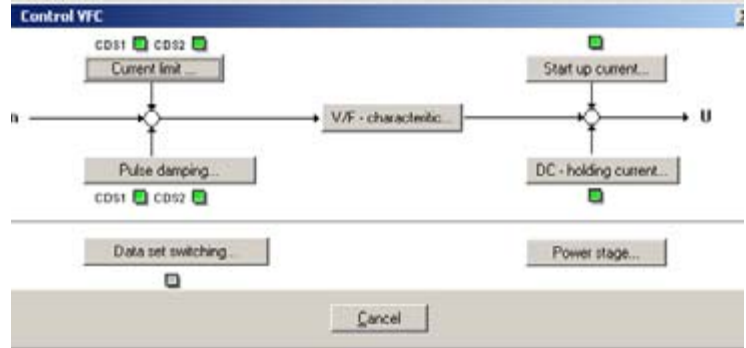 Control VFC
CDS1 CDS2
Current limit ...
Start up current...
n
V/F - characteristic...
U
Pulse damping...
DC - holding current...
CDS1 CDS2
Data set switching...
Power stage...
Cancel